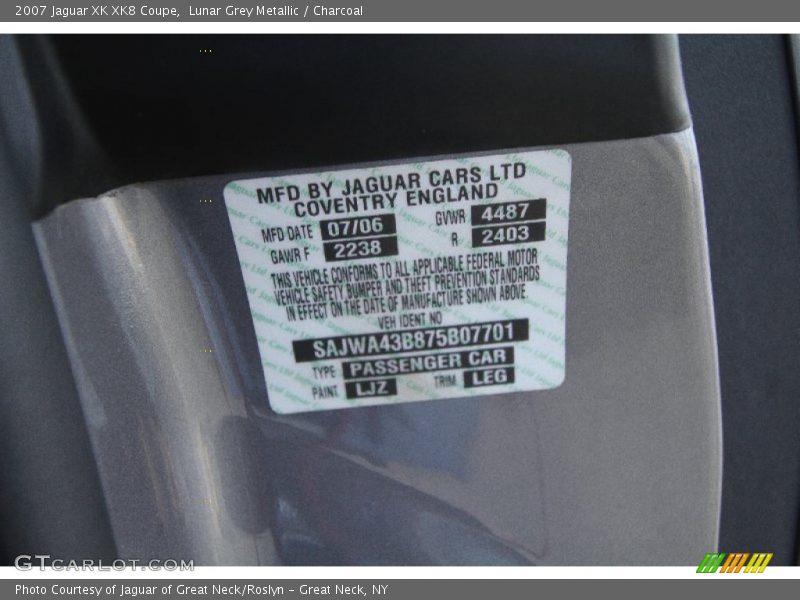 2007 Jaguar XK XK8 Coupe, Lunar Grey Metallic / Charcoal
MFD BY JAGUAR CARS LTD
COVENTRY ENGLAND
MFD DATE 07/06 GVWR 4487
GAWR F 2238 R 2403
THIS VEHICLE CONFORMS TO ALL APPLICABLE FEDERAL MOTOR
VEHICLE SAFETY BUMPER AND THEFT PREVENTION STANDARDS
IN EFFECT ON THE DATE OF MANUFACTURE SHOWN ABOVE
VEH IDENT NO
SAJWA43B875B07701
TYPE PASSENGER CAR
PAINT LJZ TRIM LEG
GTCARLOT.COM
Photo Courtesy of Jaguar of Great Neck/Roslyn – Great Neck, NY